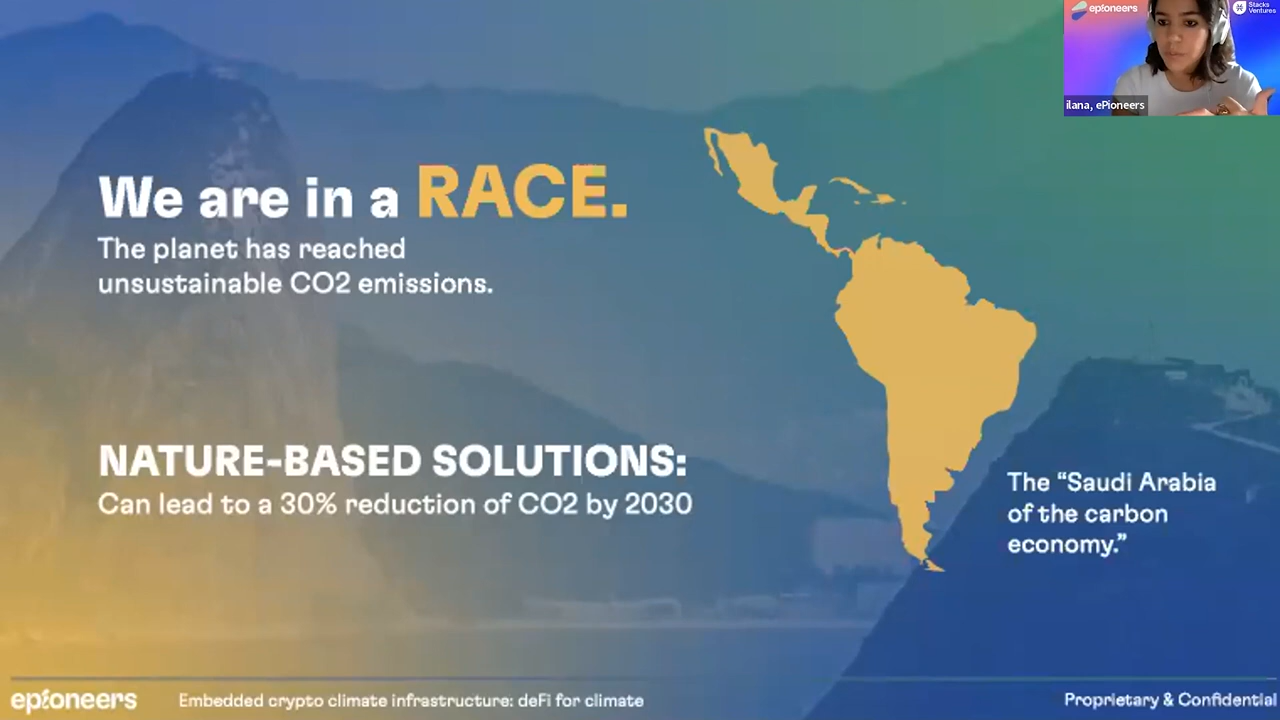 epioneers
Stacks
Ventures
ilana, ePioneers
We are in a RACE.
The planet has reached
unsustainable CO2 emissions.
NATURE-BASED SOLUTIONS:
Can lead to a 30% reduction of CO2 by 2030
The “Saudi Arabia
of the carbon
economy.”
epioneers
Embedded crypto climate infrastructure: deFi for climate
Proprietary & Confidential